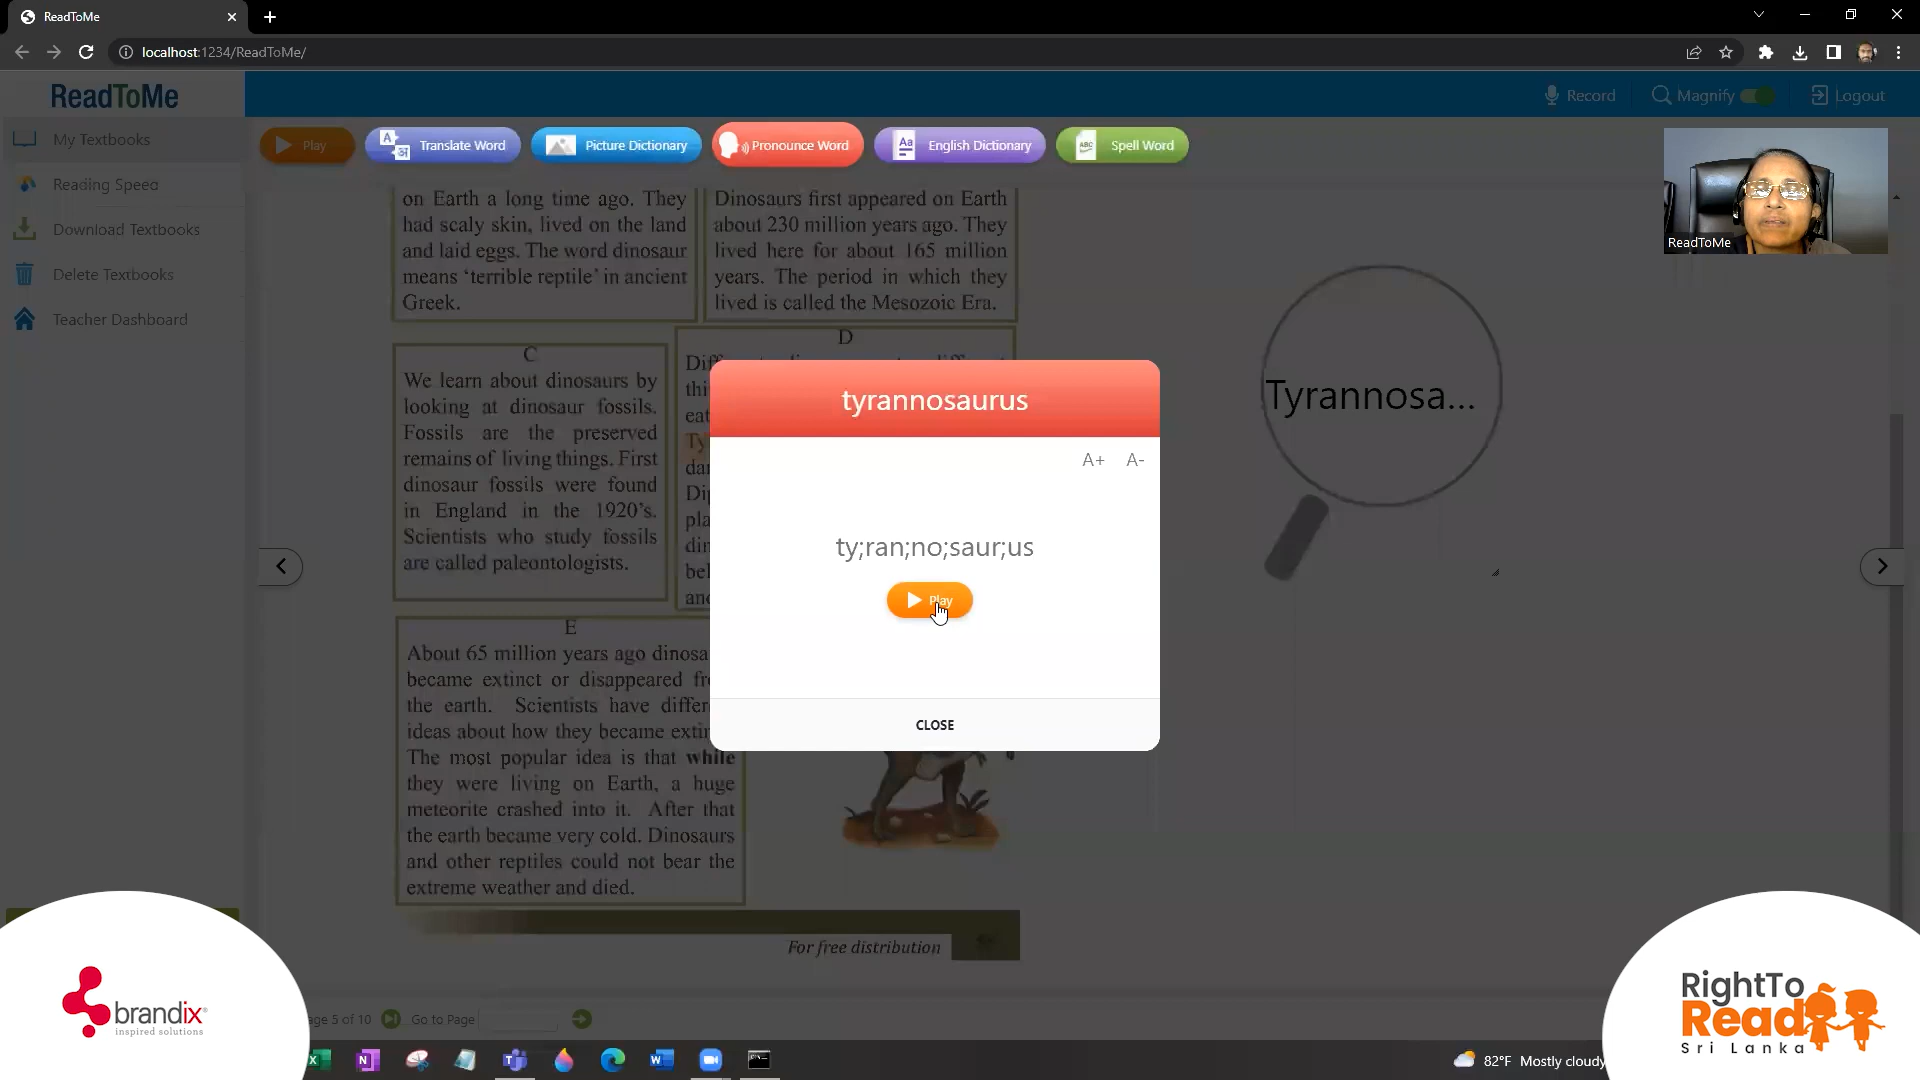 ReadToMe
localhost:1234/ReadToMe/
ReadToMe
Record
Magnify
Logout
My Textbooks
Reading Speed
Download Textbooks
Delete Textbooks
Teacher Dashboard
Play
Translate Word
Picture Dictionary
Pronounce Word
English Dictionary
Spell Word
ReadToMe
on Earth a long time ago. They
had scaly skin, lived on the land
and laid eggs. The word dinosaur
means ‘terrible reptile’ in ancient
Greek.
Dinosaurs first appeared on Earth
about 230 million years ago. They
lived here for about 165 million
years. The period in which they
lived is called the Mesozoic Era.
C
We learn about dinosaurs by
looking at dinosaur fossils.
Fossils are the preserved
remains of living things. First
dinosaur fossils were found
in England in the 1920’s.
Scientists who study fossils
are called paleontologists.
D
tyrannosaurus
A+ A-
ty;ran;no;saur;us
Play
CLOSE
Tyrannosa...
E
About 65 million years ago dinosa
became extinct or disappeared fr
the earth. Scientists have differ
ideas about how they became extin
The most popular idea is that while
they were living on Earth, a huge
meteorite crashed into it. After that
the earth became very cold. Dinosaurs
and other reptiles could not bear the
extreme weather and died.
For free distribution
age 5 of 10
Go to Page
brandix
inspired solutions
82°F Mostly cloudy
RightTo
Read
Sri Lanka